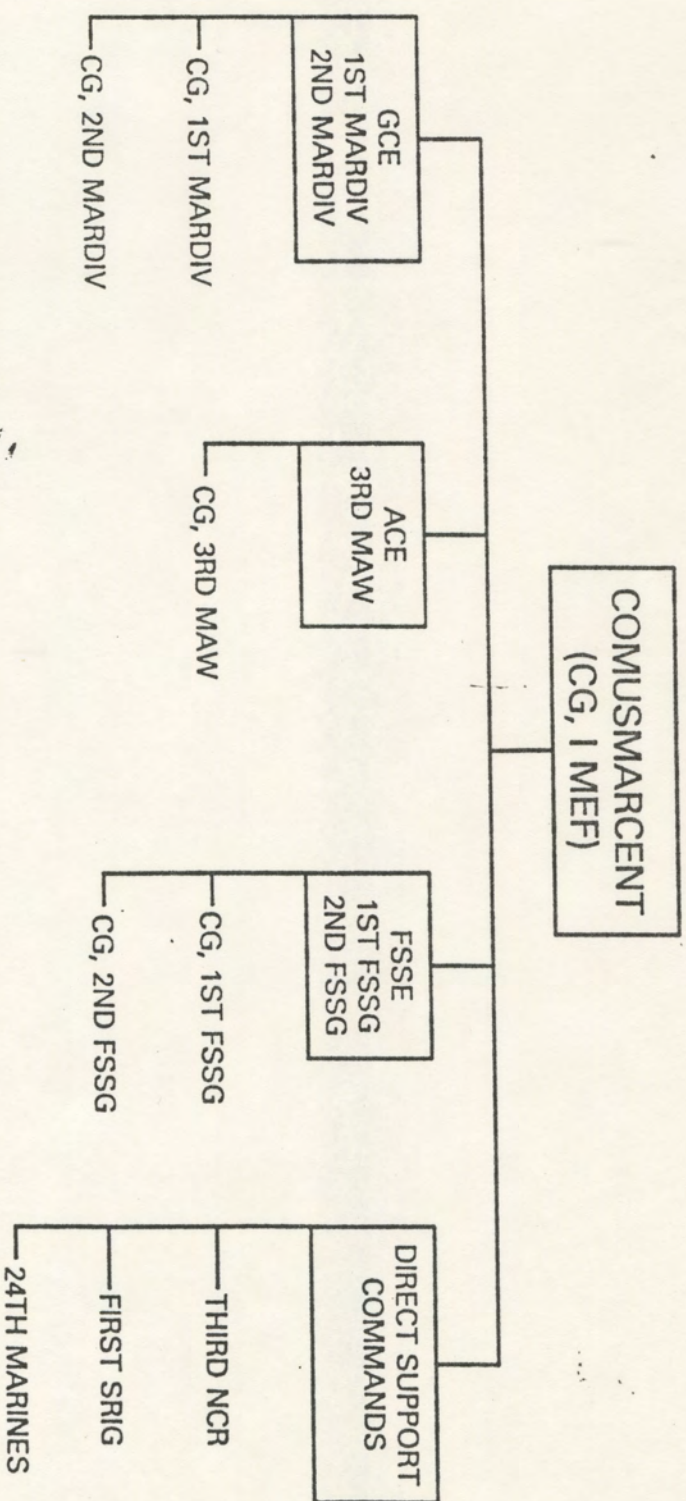 COMUSMARCENT
(CG, I MEF)
GCE
1ST MARDIV
2ND MARDIV
CG, 1ST MARDIV
CG, 2ND MARDIV
ACE
3RD MAW
CG, 3RD MAW
FSSE
1ST FSSG
2ND FSSG
CG, 1ST FSSG
CG, 2ND FSSG
DIRECT SUPPORT
COMMANDS
THIRD NCR
FIRST SRIG
24TH MARINES